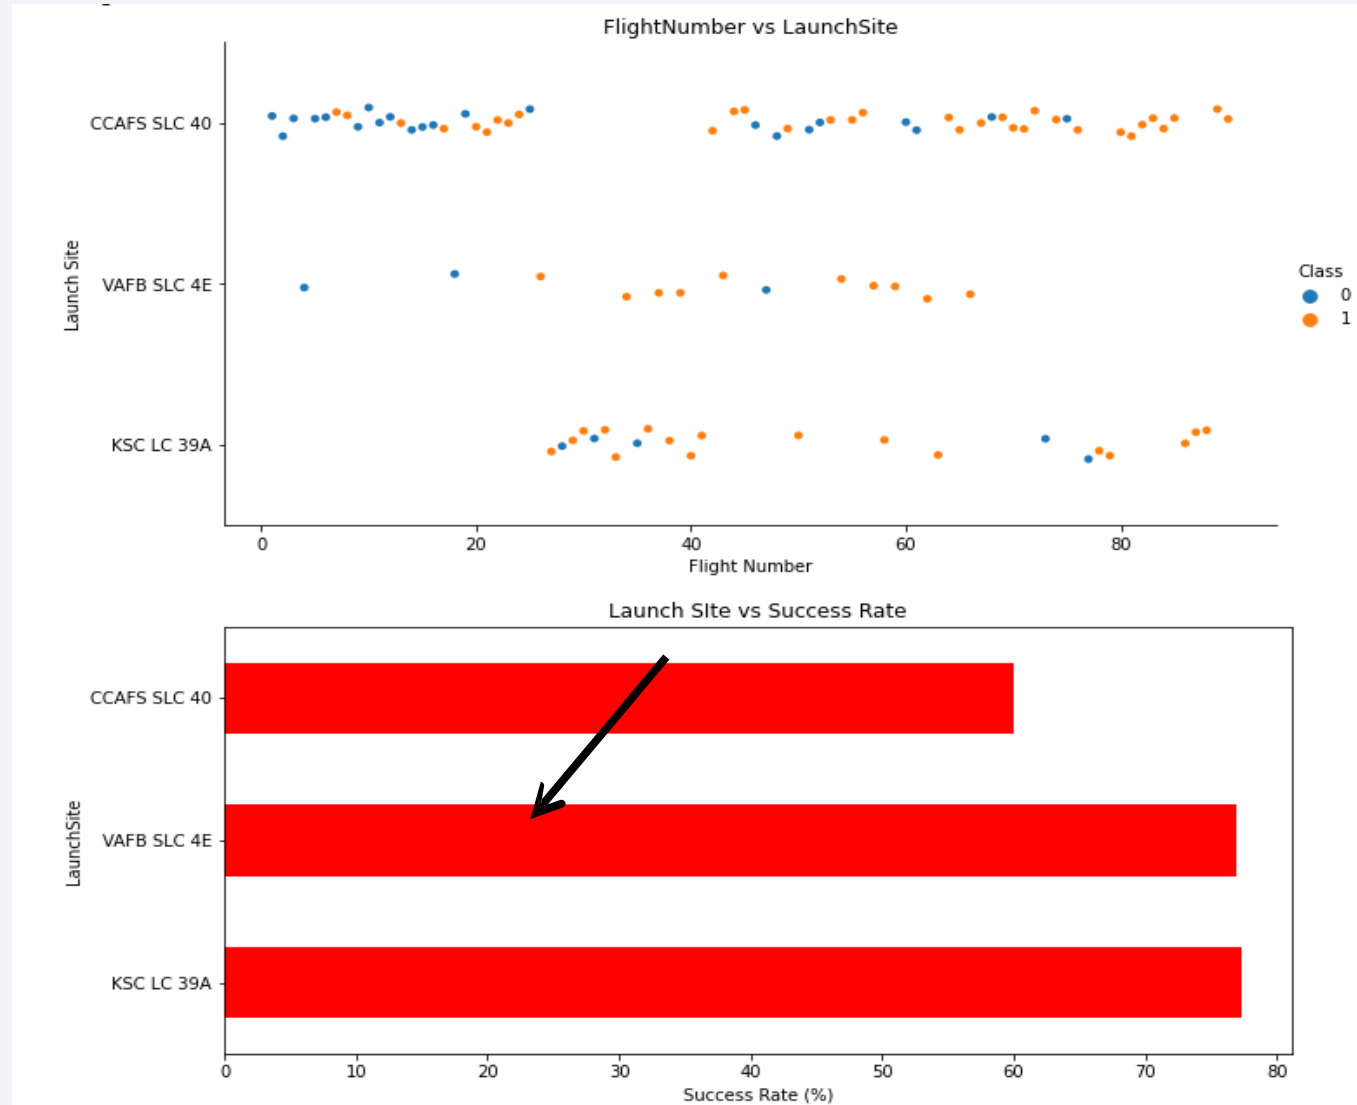 FlightNumber vs LaunchSite
CCAFS SLC 40
VAFB SLC 4E
KSC LC 39A
Launch Site
0 20 40 60 80
Flight Number
Class
0
1
Launch SIte vs Success Rate
CCAFS SLC 40
VAFB SLC 4E
KSC LC 39A
LaunchSite
0 10 20 30 40 50 60 70 80
Success Rate (%)